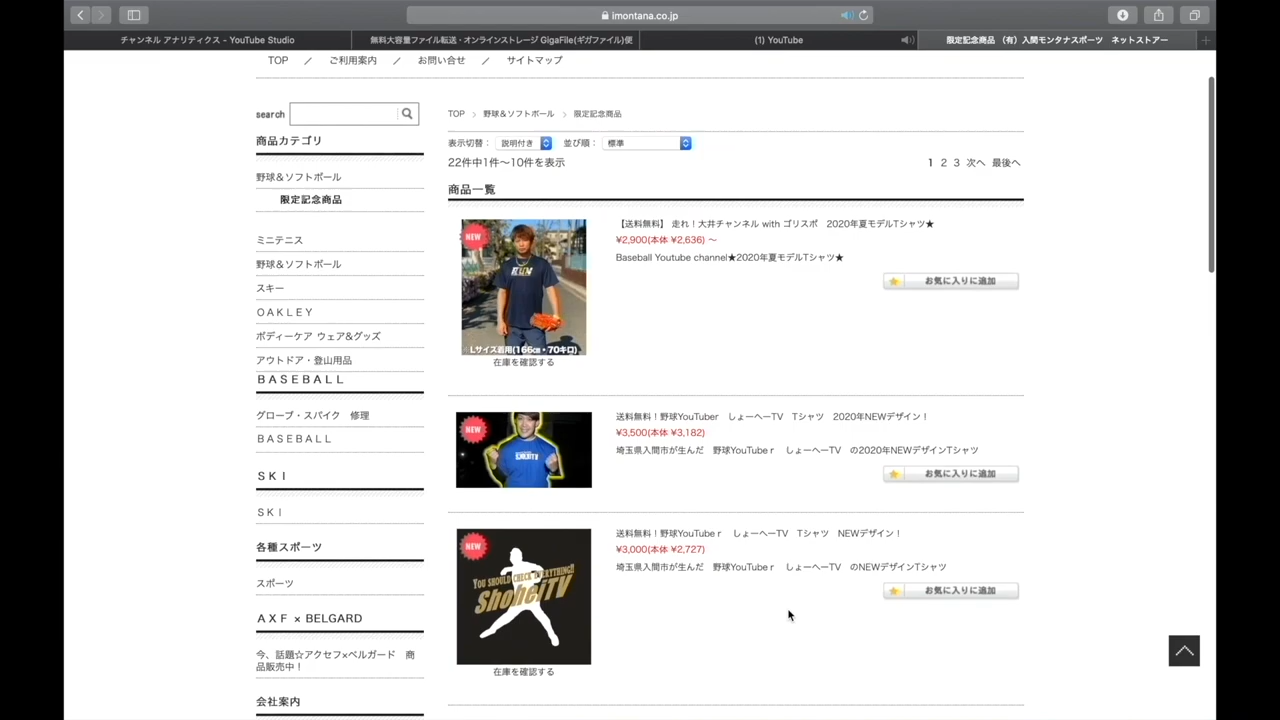 imontana.co.jp
チャンネル アナリティクス - YouTube Studio
無料大容量ファイル転送・オンラインストレージ GigaFile(ギガファイル)便
(1) YouTube
限定記念商品 （有）入間モンタナスポーツ　ネットストアー
TOP ／ ご利用案内 ／ お問い合せ ／ サイトマップ
search
商品カテゴリ
野球＆ソフトボール
限定記念商品
ミニテニス
野球＆ソフトボール
スキー
ＯＡＫＬＥＹ
ボディーケア ウェア&グッズ
アウトドア・登山用品
ＢＡＳＥＢＡＬＬ
グローブ・スパイク　修理
ＢＡＳＥＢＡＬＬ
ＳＫＩ
ＳＫＩ
各種スポーツ
スポーツ
ＡＸＦ × BELGARD
今、話題☆アクセフ×ベルガード　商
品販売中！
会社案内
TOP > 野球＆ソフトボール > 限定記念商品
表示切替： 説明付き 並び順： 標準
22件中1件〜10件を表示
1 2 3 次へ 最後へ
商品一覧
NEW
Lサイズ着用(166㎝・70キロ)
在庫を確認する
【送料無料】 走れ！大井チャンネル with ゴリスポ　2020年夏モデルTシャツ★
¥2,900(本体 ¥2,636) 〜
Baseball Youtube channel★2020年夏モデルTシャツ★
お気に入りに追加
NEW
送料無料！野球YouTuber　しょーへーTV　Tシャツ　2020年NEWデザイン！
¥3,500(本体 ¥3,182)
埼玉県入間市が生んだ　野球YouTubeｒ　しょーへーTV　の2020年NEWデザインTシャツ
お気に入りに追加
NEW
YOU SHOULD CHECK EVERYTHING!!
ShoheiTV
在庫を確認する
送料無料！野球YouTubeｒ　しょーへーTV　Tシャツ　NEWデザイン！
¥3,000(本体 ¥2,727)
埼玉県入間市が生んだ　野球YouTubeｒ　しょーへーTV　のNEWデザインTシャツ
お気に入りに追加